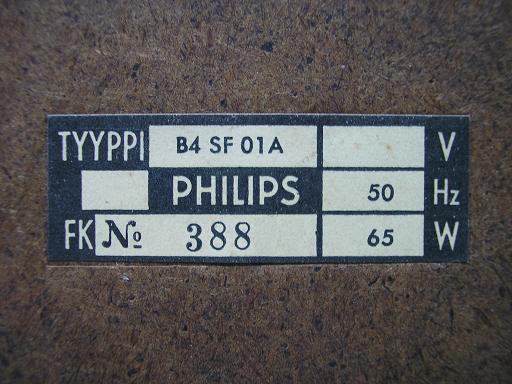 TYYPPI B4 SF 01A V
PHILIPS 50 Hz
FK № 388 65 W